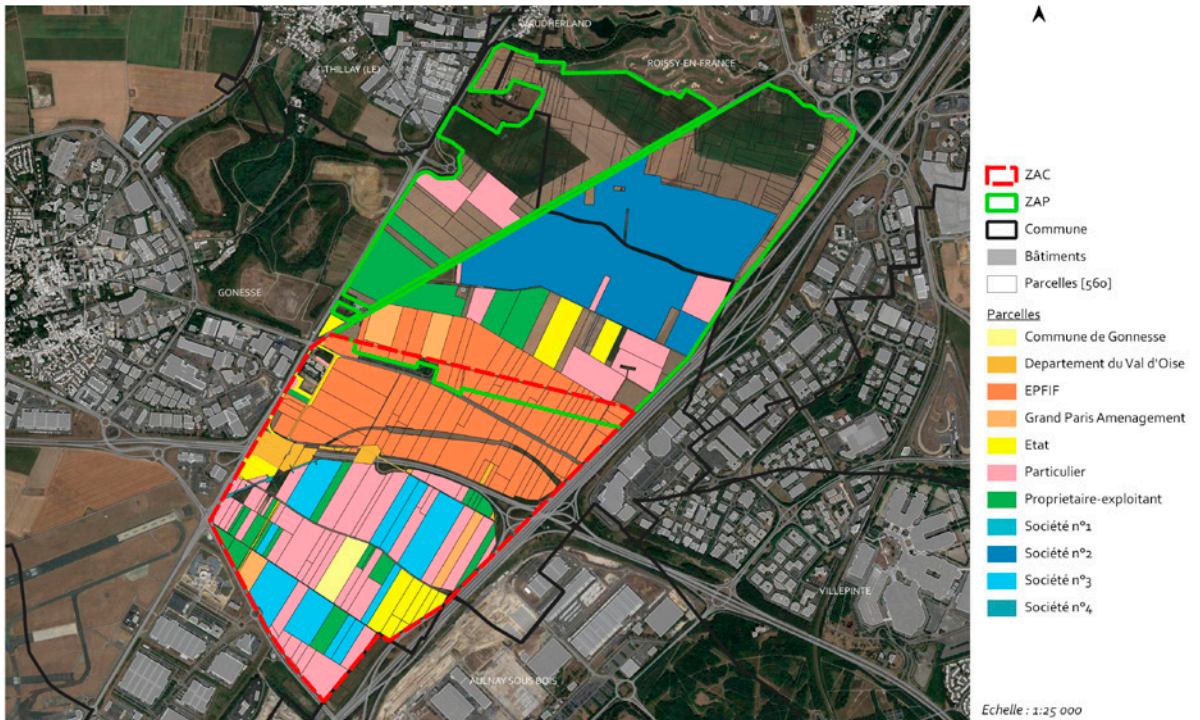 VAUDHERLAND
ROISSY-EN-FRANCE
THILLAY (LE)
GONESSE
VILLEPINTE
AULNAY SOUS BOIS
ZAC
ZAP
Commune
Bâtiments
Parcelles [560]
Parcelles
Commune de Gonnesse
Departement du Val d'Oise
EPFIF
Grand Paris Amenagement
Etat
Particulier
Proprietaire-exploitant
Société n°1
Société n°2
Société n°3
Société n°4
Echelle : 1:25 000